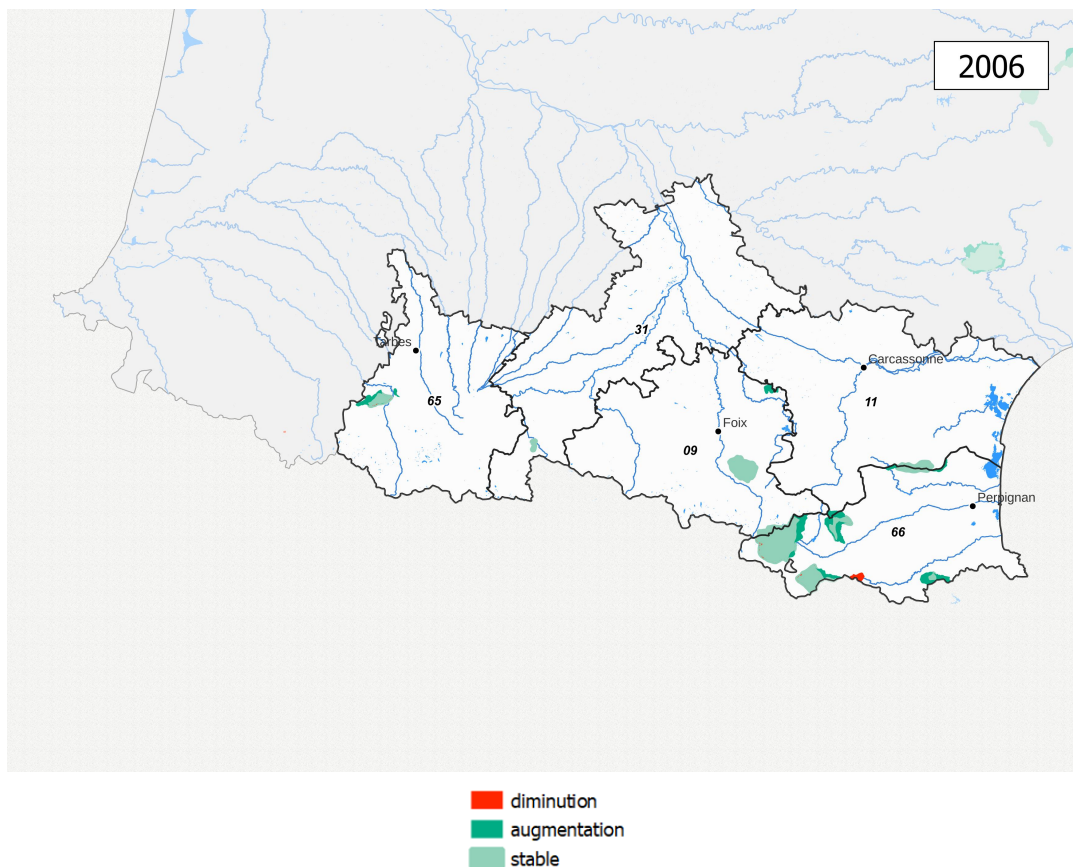 2006
31
Tarbes
Carcassonne
65
11
Foix
09
Perpignan
66
diminution
augmentation
stable